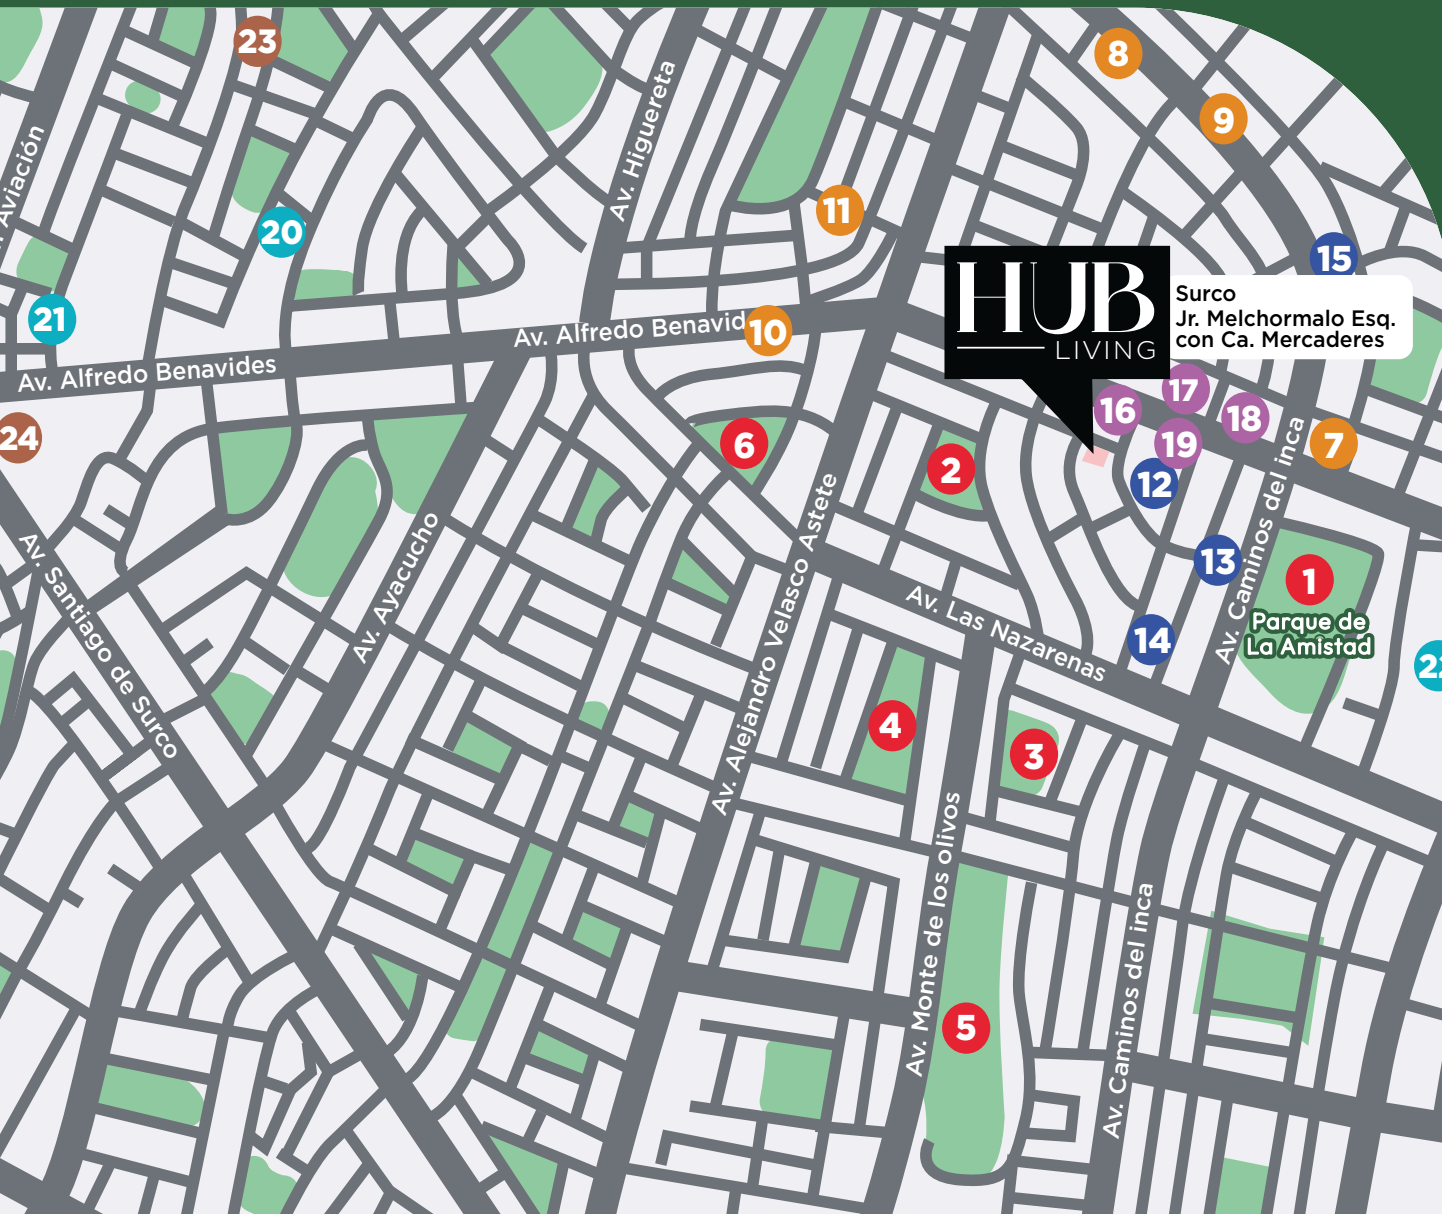 23
8
9
Av. Higuereta
Aviación
11
20
15
HUB
LIVING
Surco
Jr. Melchormalo Esq.
con Ca. Mercaderes
21
Av. Alfredo Benavid
10
Av. Alfredo Benavides
17
16
18
24
6
19
7
2
12
Av. Caminos del inca
Av. Alejandro Velasco Astete
Av. Ayacucho
Av. Santiago de Surco
13
1
Av. Las Nazarenas
Parque de
La Amistad
14
4
3
Av. Monte de los olivos
Av. Caminos del inca
5